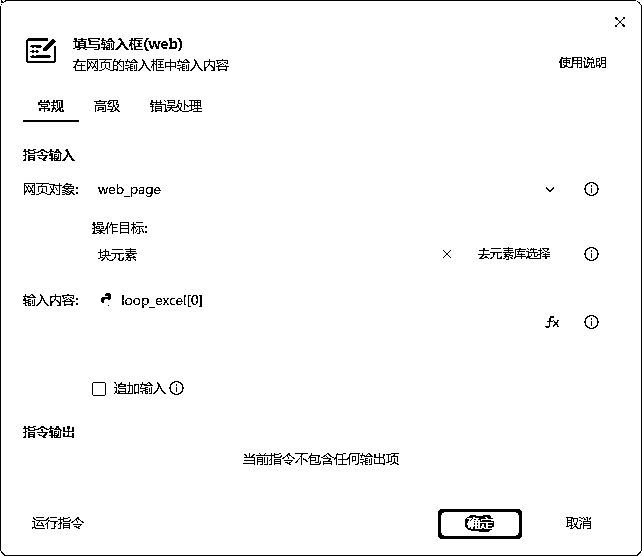 填写输入框(web)
在网页的输入框中输入内容
使用说明
常规 高级 错误处理
指令输入
网页对象: web_page
操作目标:
块元素 去元素库选择
输入内容: loop_excel[0]
fx
追加输入
指令输出
当前指令不包含任何输出项
运行指令 确定 取消